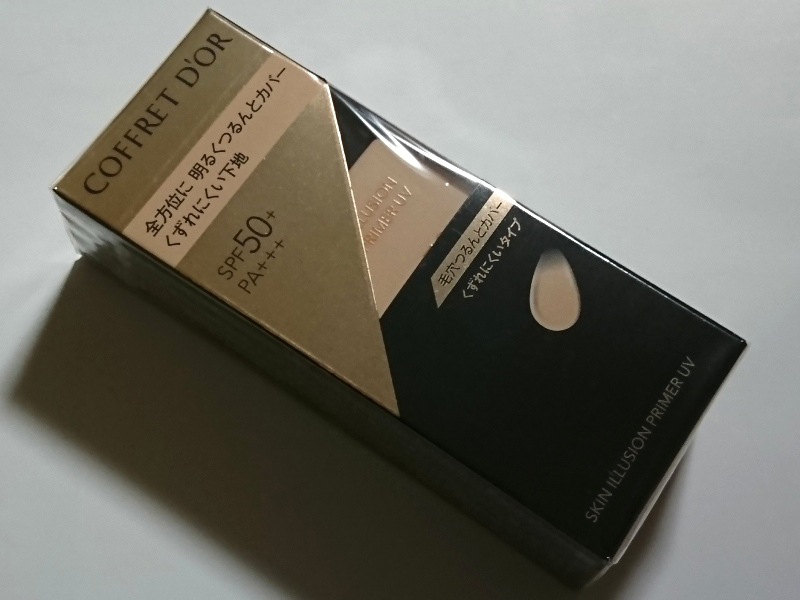 COFFRET D'OR
全方位に 明るくつるんとカバー
くずれにくい下地
SPF50+
PA+++
UV
毛穴つるんとカバー
くずれにくいタイプ
SKIN ILLUSION PRIMER UV